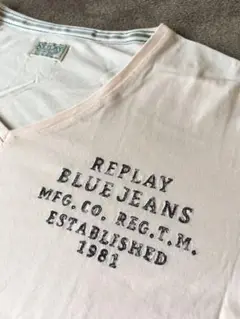 REPLAY
BLUE JEANS
MFG. CO. REG. T. M.
ESTABLISHED
1981